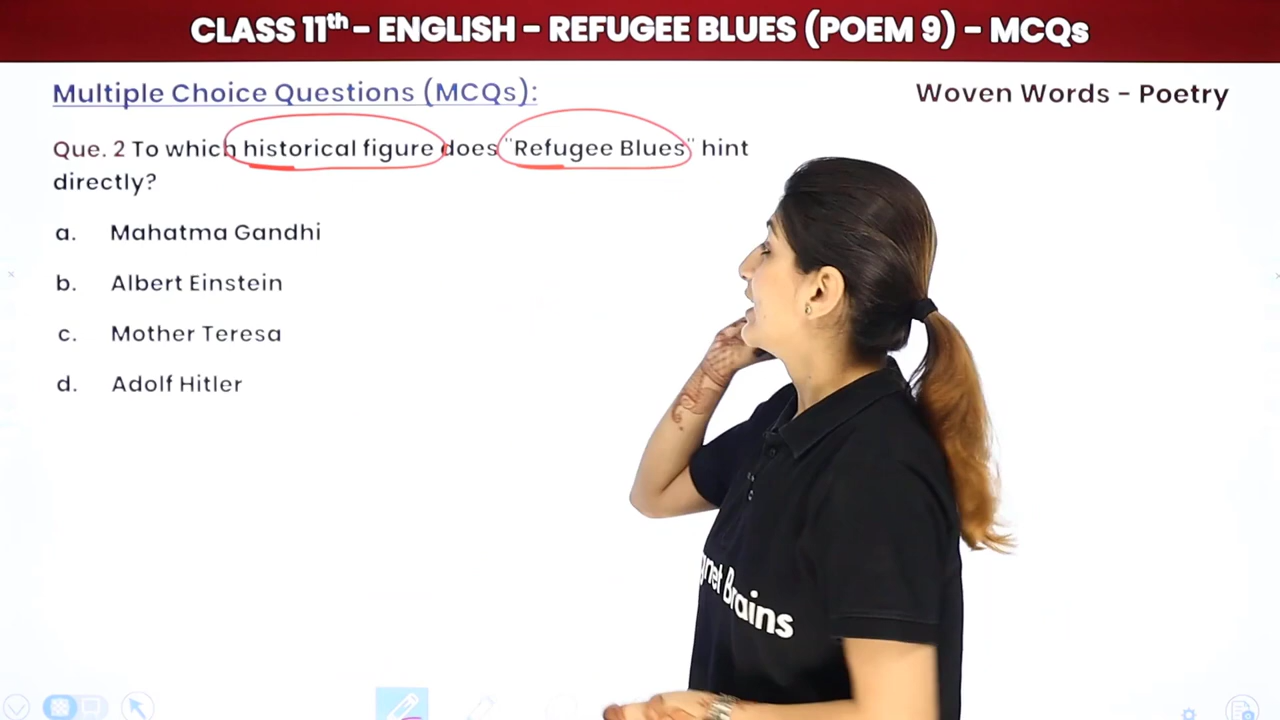 CLASS 11th - ENGLISH - REFUGEE BLUES (POEM 9) - MCQs
Multiple Choice Questions (MCQs):
Woven Words - Poetry
Que. 2 To which historical figure does "Refugee Blues" hint
directly?
a. Mahatma Gandhi
b. Albert Einstein
c. Mother Teresa
d. Adolf Hitler
gnet Brains